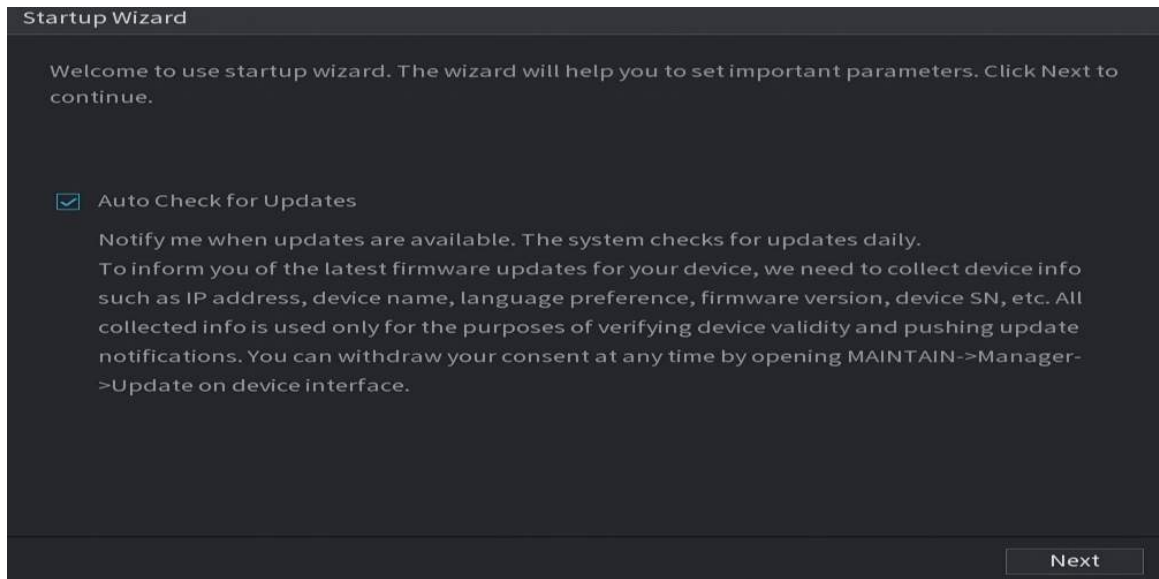 Startup Wizard
Welcome to use startup wizard. The wizard will help you to set important parameters. Click Next to
continue.
Auto Check for Updates
Notify me when updates are available. The system checks for updates daily.
To inform you of the latest firmware updates for your device, we need to collect device info
such as IP address, device name, language preference, firmware version, device SN, etc. All
collected info is used only for the purposes of verifying device validity and pushing update
notifications. You can withdraw your consent at any time by opening MAINTAIN->Manager-
>Update on device interface.
Next